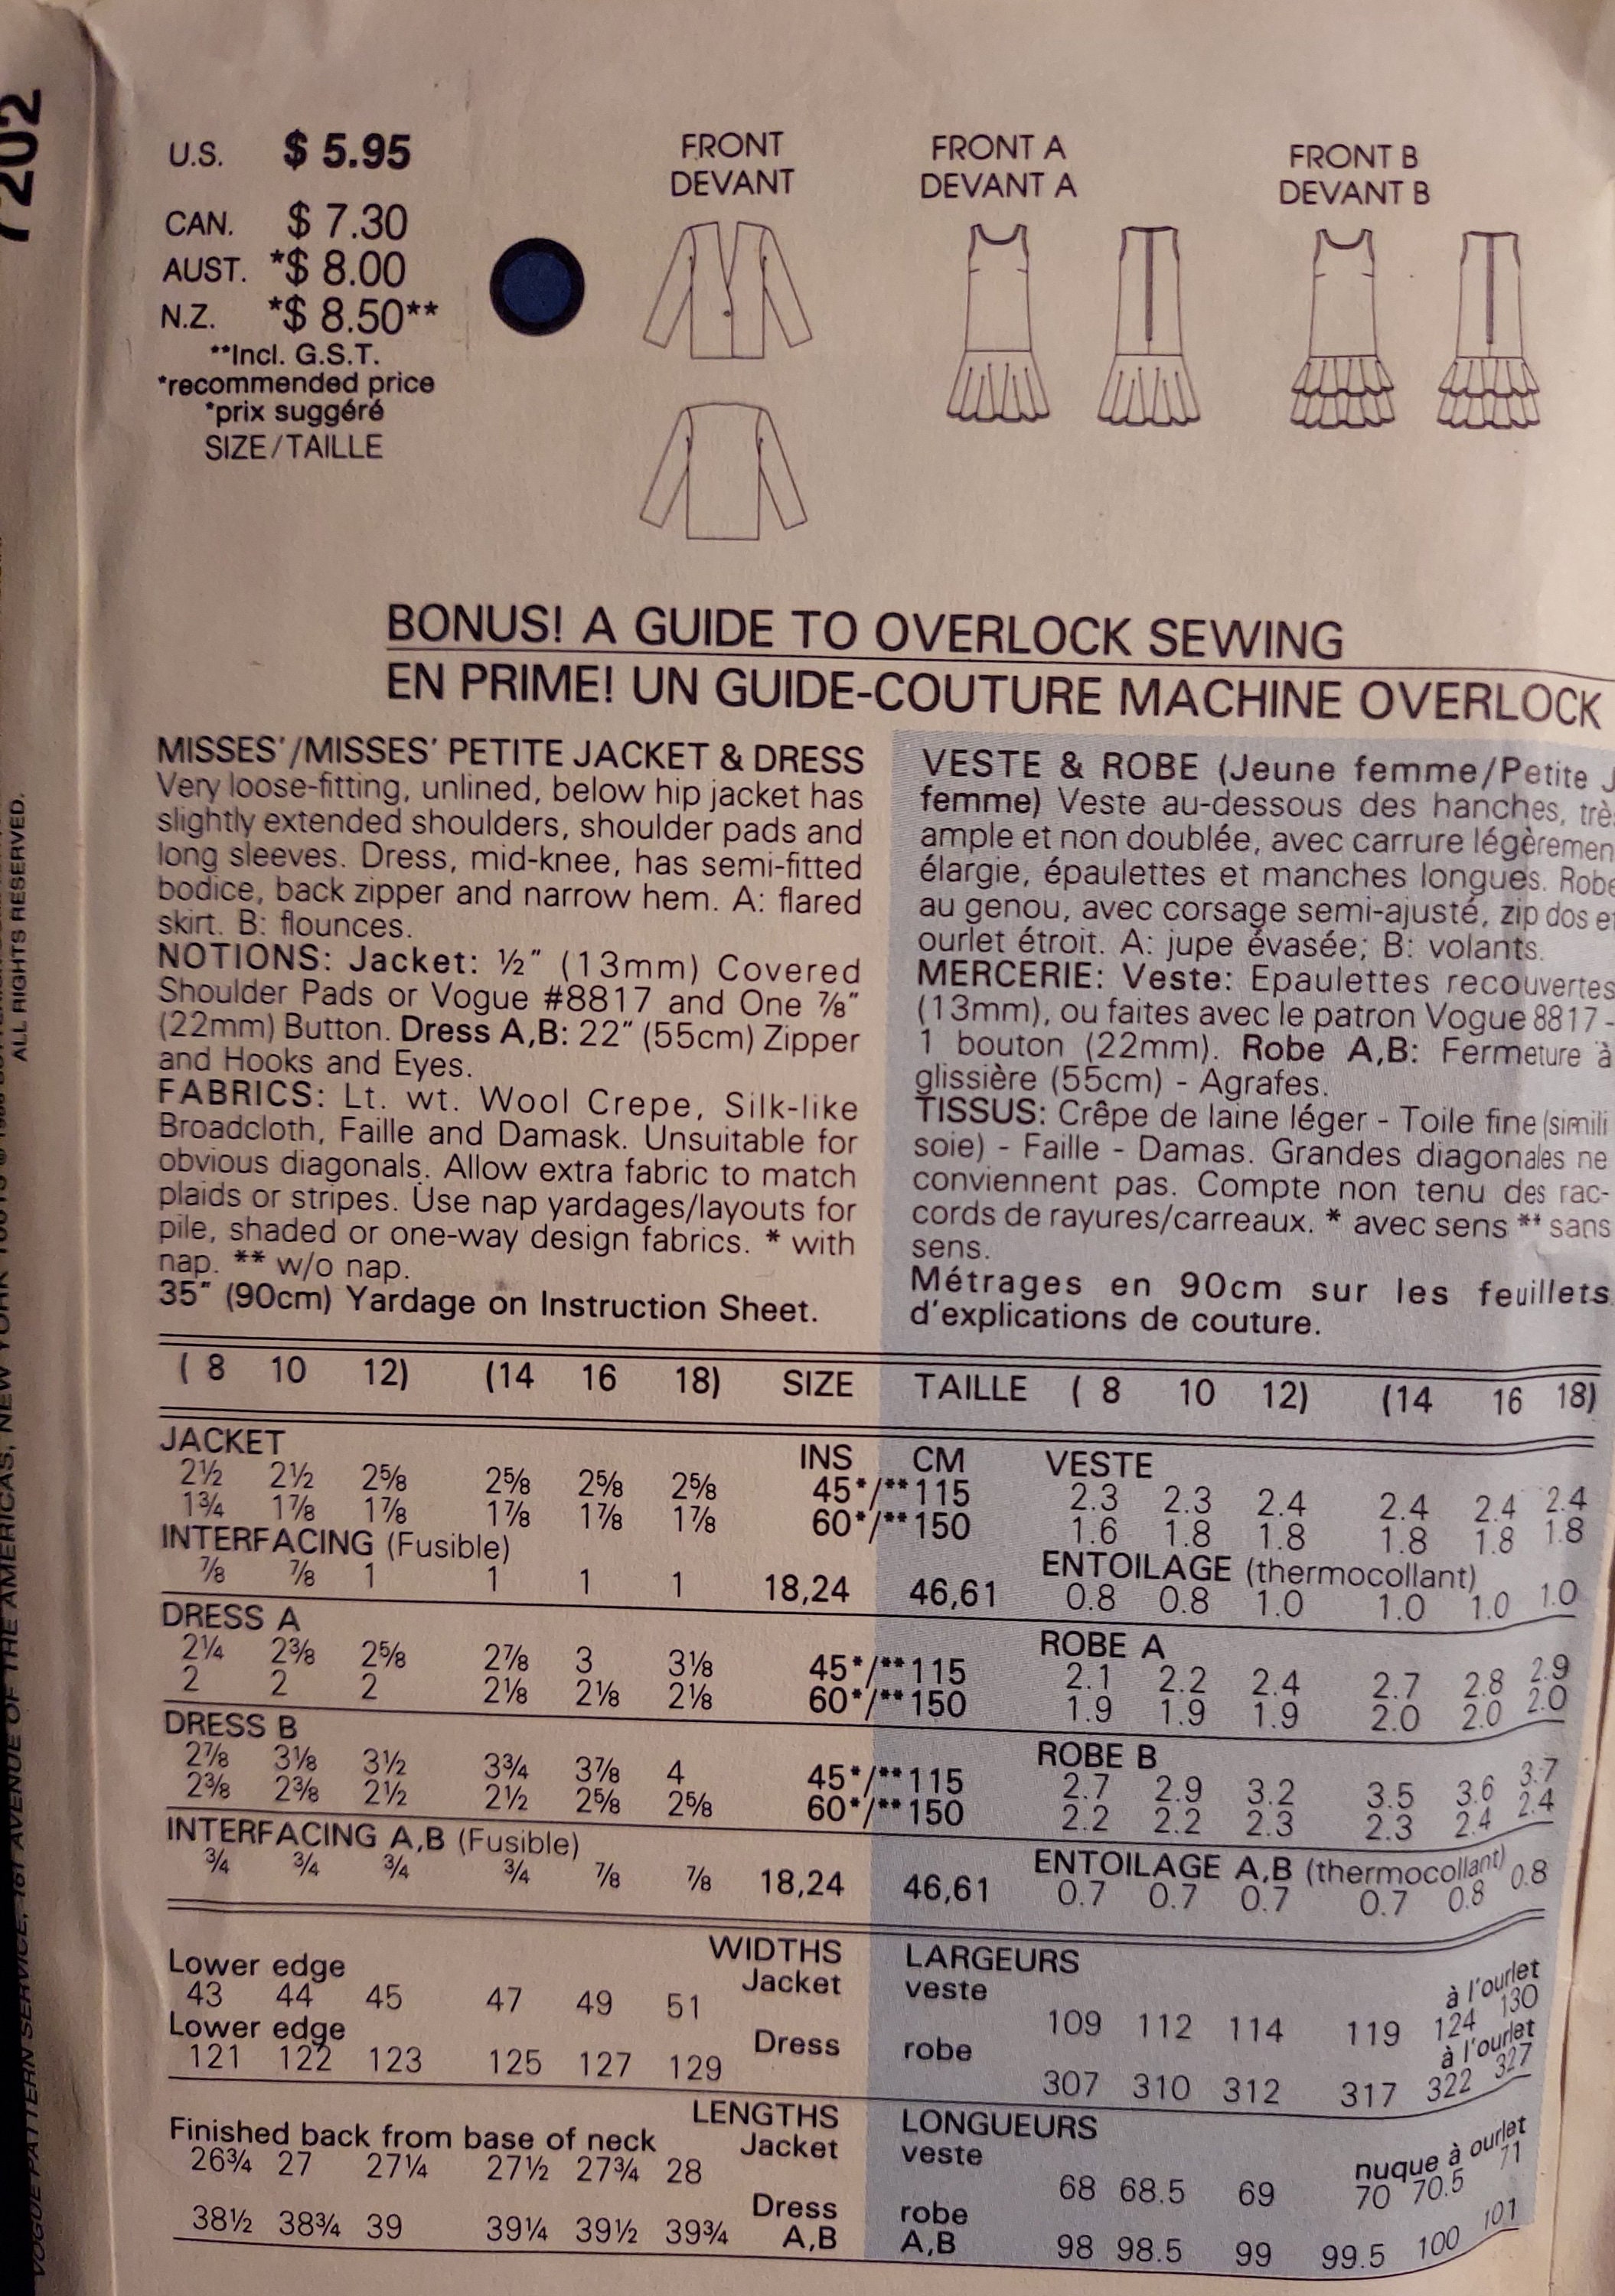 7202
U.S. $ 5.95
CAN. $ 7.30
AUST. *$ 8.00
N.Z. *$ 8.50**
**Incl. G.S.T.
*recommended price
*prix suggéré
SIZE/TAILLE
FRONT
DEVANT
FRONT A
DEVANT A
FRONT B
DEVANT B
BONUS! A GUIDE TO OVERLOCK SEWING
EN PRIME! UN GUIDE-COUTURE MACHINE OVERLOCK
MISSES'/MISSES' PETITE JACKET & DRESS
Very loose-fitting, unlined, below hip jacket has
slightly extended shoulders, shoulder pads and
long sleeves. Dress, mid-knee, has semi-fitted
bodice, back zipper and narrow hem. A: flared
skirt. B: flounces.
NOTIONS: Jacket: ½" (13mm) Covered
Shoulder Pads or Vogue #8817 and One ⅞"
(22mm) Button. Dress A,B: 22" (55cm) Zipper
and Hooks and Eyes.
FABRICS: Lt. wt. Wool Crepe, Silk-like
Broadcloth, Faille and Damask. Unsuitable for
obvious diagonals. Allow extra fabric to match
plaids or stripes. Use nap yardages/layouts for
pile, shaded or one-way design fabrics. * with
nap. ** w/o nap.
35" (90cm) Yardage on Instruction Sheet.
VESTE & ROBE (Jeune femme/Petite J
femme) Veste au-dessous des hanches, trè
ample et non doublée, avec carrure légèremen
élargie, épaulettes et manches longues. Robe
au genou, avec corsage semi-ajusté, zip dos et
ourlet étroit. A: jupe évasée; B: volants.
MERCERIE: Veste: Epaulettes recouvertes
(13mm), ou faites avec le patron Vogue 8817 -
1 bouton (22mm). Robe A,B: Fermeture à
glissière (55cm) - Agrafes.
TISSUS: Crêpe de laine léger - Toile fine (simili
soie) - Faille - Damas. Grandes diagonales ne
conviennent pas. Compte non tenu des rac-
cords de rayures/carreaux. * avec sens ** sans
sens.
Métrages en 90cm sur les feuillets
d'explications de couture.
( 8 10 12) (14 16 18) SIZE TAILLE ( 8 10 12) (14 16 18)
JACKET INS CM VESTE
2½ 2½ 2⅝ 2⅝ 2⅝ 2⅝ 45*/**115 2.3 2.3 2.4 2.4 2.4 2.4
1¾ 1⅞ 1⅞ 1⅞ 1⅞ 1⅞ 60*/**150 1.6 1.8 1.8 1.8 1.8 1.8
INTERFACING (Fusible) ENTOILAGE (thermocollant)
⅞ ⅞ 1 1 1 1 18,24 46,61 0.8 0.8 1.0 1.0 1.0 1.0
DRESS A ROBE A
2¼ 2⅜ 2⅝ 2⅞ 3 3⅛ 45*/**115 2.1 2.2 2.4 2.7 2.8 2.9
2 2 2 2⅛ 2⅛ 2⅛ 60*/**150 1.9 1.9 1.9 2.0 2.0 2.0
DRESS B ROBE B
2⅞ 3⅛ 3½ 3¾ 3⅞ 4 45*/**115 2.7 2.9 3.2 3.5 3.6 3.7
2⅜ 2⅜ 2½ 2½ 2⅝ 2⅝ 60*/**150 2.2 2.2 2.3 2.3 2.4 2.4
INTERFACING A,B (Fusible) ENTOILAGE A,B (thermocollant)
¾ ¾ ¾ ¾ ⅞ ⅞ 18,24 46,61 0.7 0.7 0.7 0.7 0.8 0.8
WIDTHS LARGEURS
Lower edge Jacket veste à l'ourlet
43 44 45 47 49 51 109 112 114 119 124 130
Lower edge Dress robe à l'ourlet
121 122 123 125 127 129 307 310 312 317 322 327
LENGTHS LONGUEURS
Finished back from base of neck Jacket veste nuque à ourlet
26¾ 27 27¼ 27½ 27¾ 28 68 68.5 69 70 70.5 71
Dress robe
38½ 38¾ 39 39¼ 39½ 39¾ A,B A,B 98 98.5 99 99.5 100 101
ALL RIGHTS RESERVED.
VOGUE PATTERN SERVICE, 161 AVENUE OF THE AMERICAS, NEW YORK